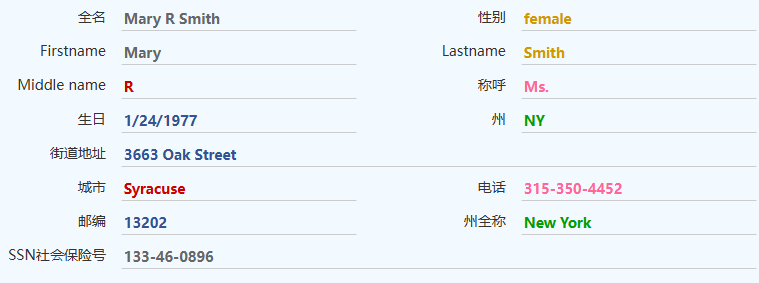 全名 Mary R Smith 性别 female
Firstname Mary Lastname Smith
Middle name R 称呼 Ms.
生日 1/24/1977 州 NY
街道地址 3663 Oak Street
城市 Syracuse 电话 315-350-4452
邮编 13202 州全称 New York
SSN社会保险号 133-46-0896